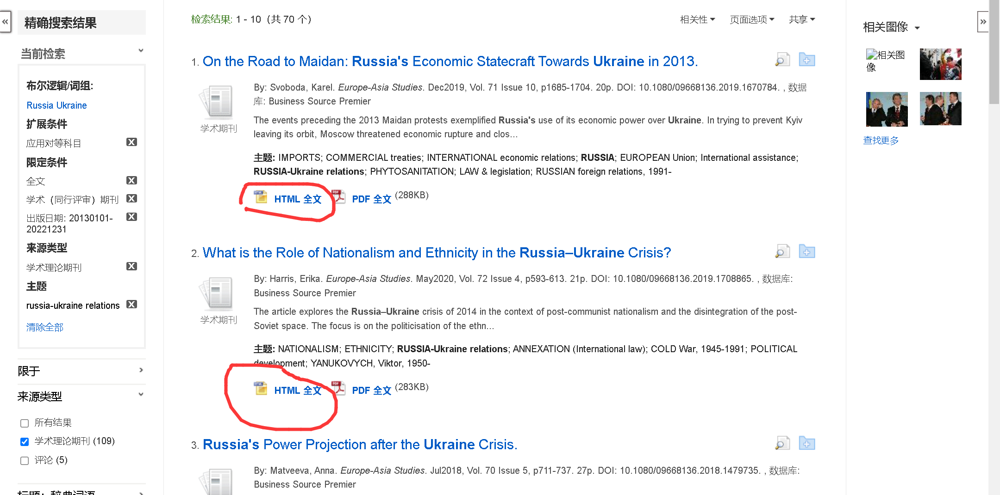 精确搜索结果
当前检索
布尔逻辑/词组:
Russia Ukraine
扩展条件
应用对等科目
限定条件
全文
学术（同行评审）期刊
出版日期: 20130101-
20221231
来源类型
学术理论期刊
主题
russia-ukraine relations
清除全部
限于
来源类型
所有结果
学术理论期刊 (109)
评论 (5)
标题: 辞典词语
检索结果: 1 - 10（共 70 个）
相关性 页面选项 共享
1. On the Road to Maidan: Russia's Economic Statecraft Towards Ukraine in 2013.
By: Svoboda, Karel. Europe-Asia Studies. Dec2019, Vol. 71 Issue 10, p1685-1704. 20p. DOI: 10.1080/09668136.2019.1670784. , 数据
库: Business Source Premier
学术期刊
The events preceding the 2013 Maidan protests exemplified Russia's use of its economic power over Ukraine. In trying to prevent Kyiv
leaving its orbit, Moscow threatened economic rupture and clos...
主题: IMPORTS; COMMERCIAL treaties; INTERNATIONAL economic relations; RUSSIA; EUROPEAN Union; International assistance;
RUSSIA-Ukraine relations; PHYTOSANITATION; LAW & legislation; RUSSIAN foreign relations, 1991-
HTML 全文 PDF 全文 (288KB)
2. What is the Role of Nationalism and Ethnicity in the Russia–Ukraine Crisis?
By: Harris, Erika. Europe-Asia Studies. May2020, Vol. 72 Issue 4, p593-613. 21p. DOI: 10.1080/09668136.2019.1708865. , 数据库:
Business Source Premier
学术期刊
The article explores the Russia–Ukraine crisis of 2014 in the context of post-communist nationalism and the disintegration of the post-
Soviet space. The focus is on the politicisation of the ethn...
主题: NATIONALISM; ETHNICITY; RUSSIA-Ukraine relations; ANNEXATION (International law); COLD War, 1945-1991; POLITICAL
development; YANUKOVYCH, Viktor, 1950-
HTML 全文 PDF 全文 (283KB)
3. Russia's Power Projection after the Ukraine Crisis.
By: Matveeva, Anna. Europe-Asia Studies. Jul2018, Vol. 70 Issue 5, p711-737. 27p. DOI: 10.1080/09668136.2018.1479735. , 数据库:
Business Source Premier
相关图像
相关图
像
查找更多